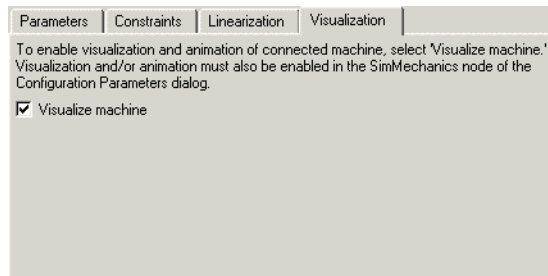 Parameters Constraints Linearization Visualization
To enable visualization and animation of connected machine, select 'Visualize machine.'
Visualization and/or animation must also be enabled in the SimMechanics node of the
Configuration Parameters dialog.
Visualize machine